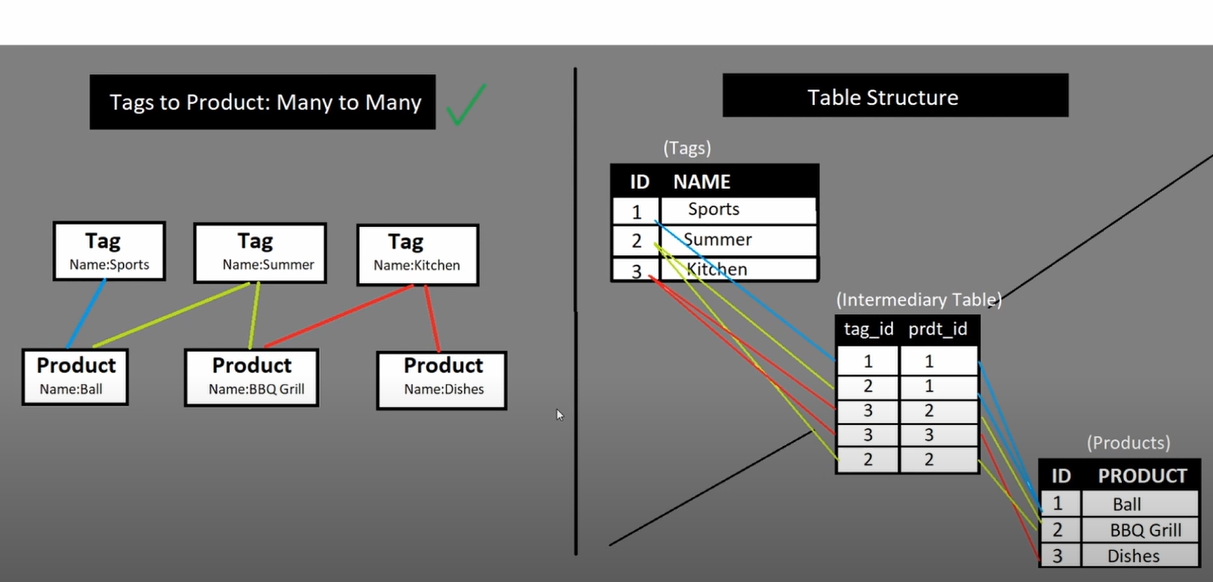 Tags to Product: Many to Many
Tag
Name:Sports
Tag
Name:Summer
Tag
Name:Kitchen
Product
Name:Ball
Product
Name:BBQ Grill
Product
Name:Dishes
Table Structure
(Tags)
ID NAME
1 Sports
2 Summer
3 Kitchen
(Intermediary Table)
tag_id prdt_id
1 1
2 1
3 2
3 3
2 2
(Products)
ID PRODUCT
1 Ball
2 BBQ Grill
3 Dishes